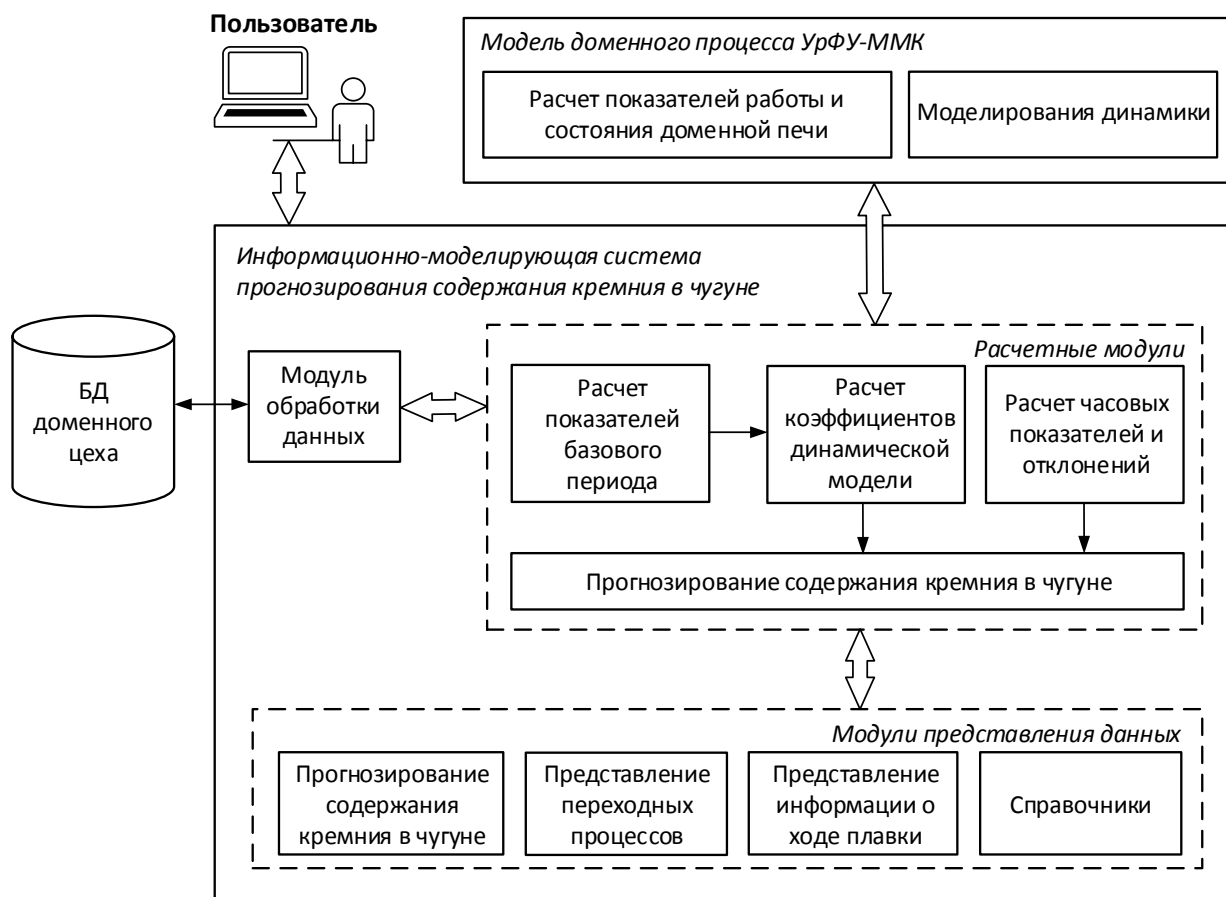 Пользователь
Модель доменного процесса УрФУ-ММК
Расчет показателей работы и
состояния доменной печи
Моделирования динамики
Информационно-моделирующая система
прогнозирования содержания кремния в чугуне
БД
доменного
цеха
Модуль
обработки
данных
Расчетные модули
Расчет
показателей
базового
периода
Расчет
коэффициентов
динамической
модели
Расчет часовых
показателей и
отклонений
Прогнозирование содержания кремния в чугуне
Модули представления данных
Прогнозирование
содержания
кремния в чугуне
Представление
переходных
процессов
Представление
информации о
ходе плавки
Справочники